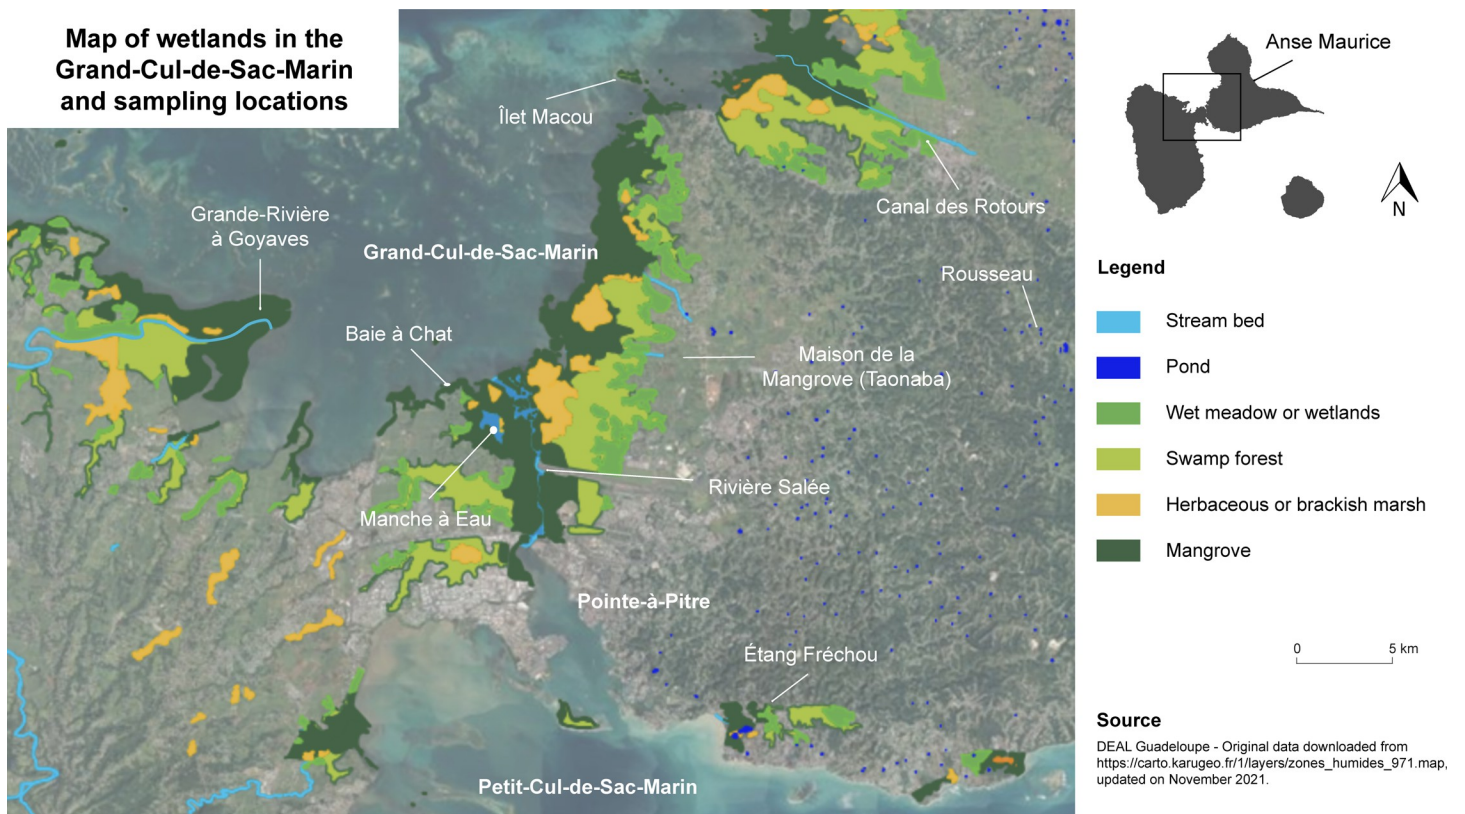 Map of wetlands in the
Grand-Cul-de-Sac-Marin
and sampling locations
Îlet Macou
Anse Maurice
N
Canal des Rotours
Grande-Rivière
à Goyaves
Grand-Cul-de-Sac-Marin
Rousseau
Baie à Chat
Maison de la
Mangrove (Taonaba)
Rivière Salée
Manche à Eau
Pointe-à-Pitre
Étang Fréchou
Petit-Cul-de-Sac-Marin
Legend
Stream bed
Pond
Wet meadow or wetlands
Swamp forest
Herbaceous or brackish marsh
Mangrove
0 5 km
Source
DEAL Guadeloupe - Original data downloaded from
https://carto.karugeo.fr/1/layers/zones_humides_971.map,
updated on November 2021.